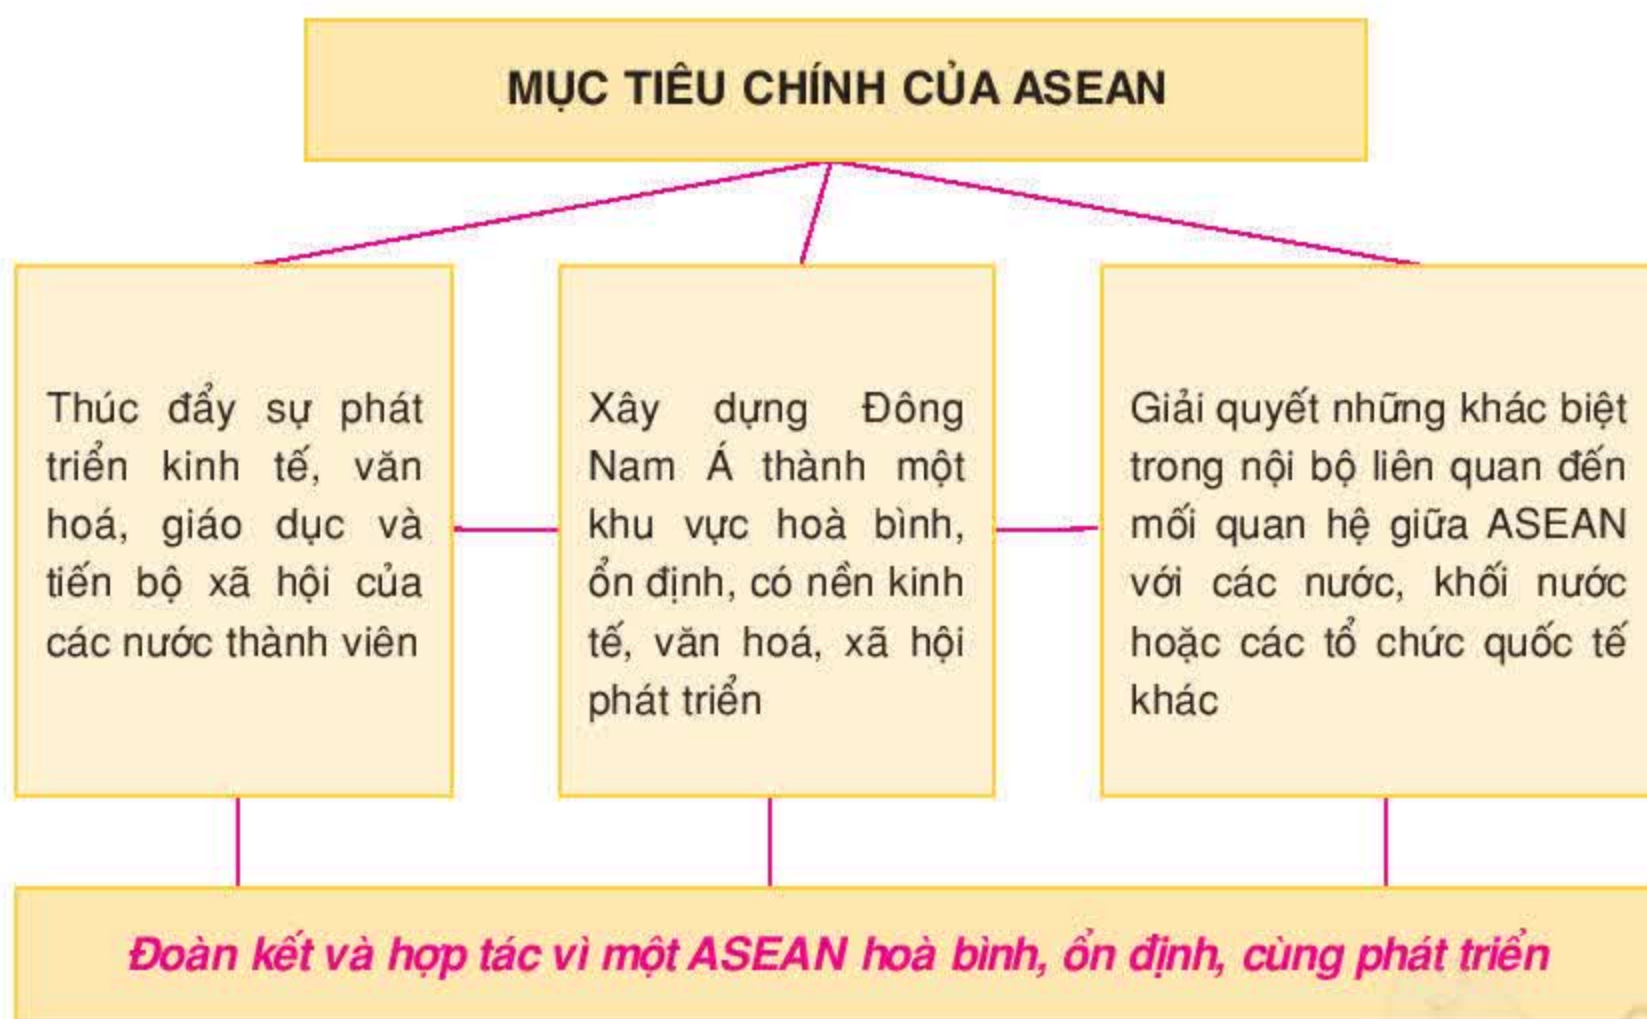 MỤC TIÊU CHÍNH CỦA ASEAN
Thúc đẩy sự phát
triển kinh tế, văn
hoá, giáo dục và
tiến bộ xã hội của
các nước thành viên
Xây dựng Đông
Nam Á thành một
khu vực hoà bình,
ổn định, có nền kinh
tế, văn hoá, xã hội
phát triển
Giải quyết những khác biệt
trong nội bộ liên quan đến
mối quan hệ giữa ASEAN
với các nước, khối nước
hoặc các tổ chức quốc tế
khác
Đoàn kết và hợp tác vì một ASEAN hoà bình, ổn định, cùng phát triển